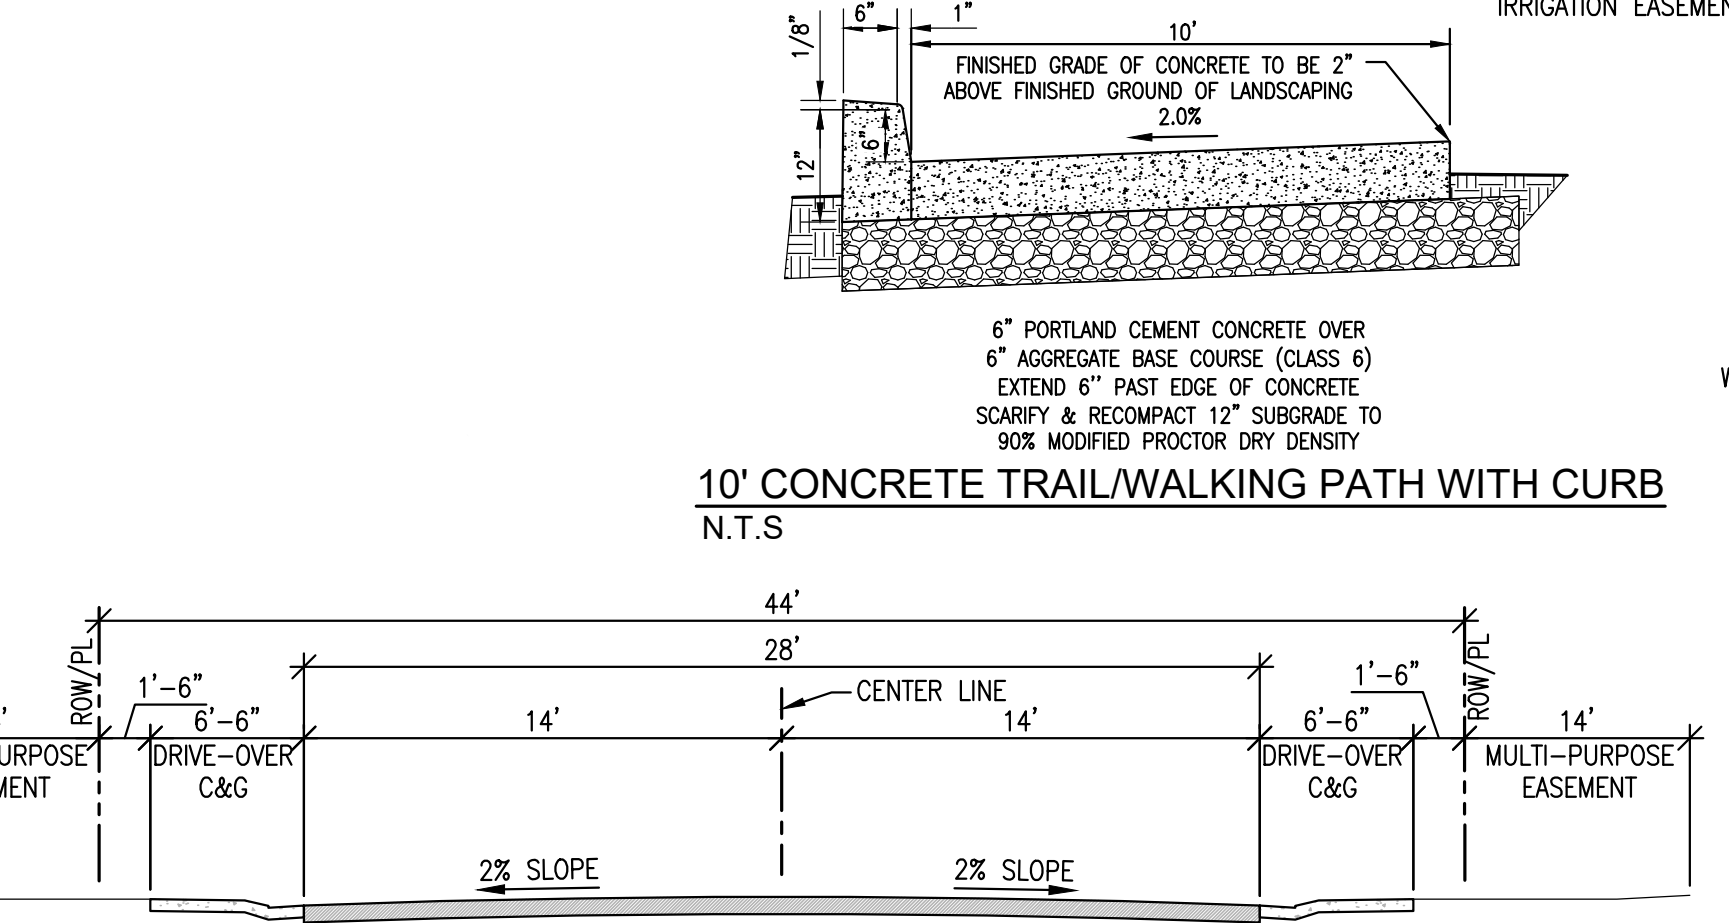 IRRIGATION EASEMEN
6" 1"
1/8"
10'
FINISHED GRADE OF CONCRETE TO BE 2"
ABOVE FINISHED GROUND OF LANDSCAPING
2.0%
6"
12"
6" PORTLAND CEMENT CONCRETE OVER
6" AGGREGATE BASE COURSE (CLASS 6)
EXTEND 6'' PAST EDGE OF CONCRETE
SCARIFY & RECOMPACT 12" SUBGRADE TO
90% MODIFIED PROCTOR DRY DENSITY
10' CONCRETE TRAIL/WALKING PATH WITH CURB
N.T.S
44'
28'
ROW/PL
ROW/PL
1'-6"
1'-6"
CENTER LINE
6'-6"
14'
14'
6'-6"
14'
URPOSE
MENT
DRIVE-OVER
C&G
DRIVE-OVER
C&G
MULTI-PURPOSE
EASEMENT
2% SLOPE
2% SLOPE